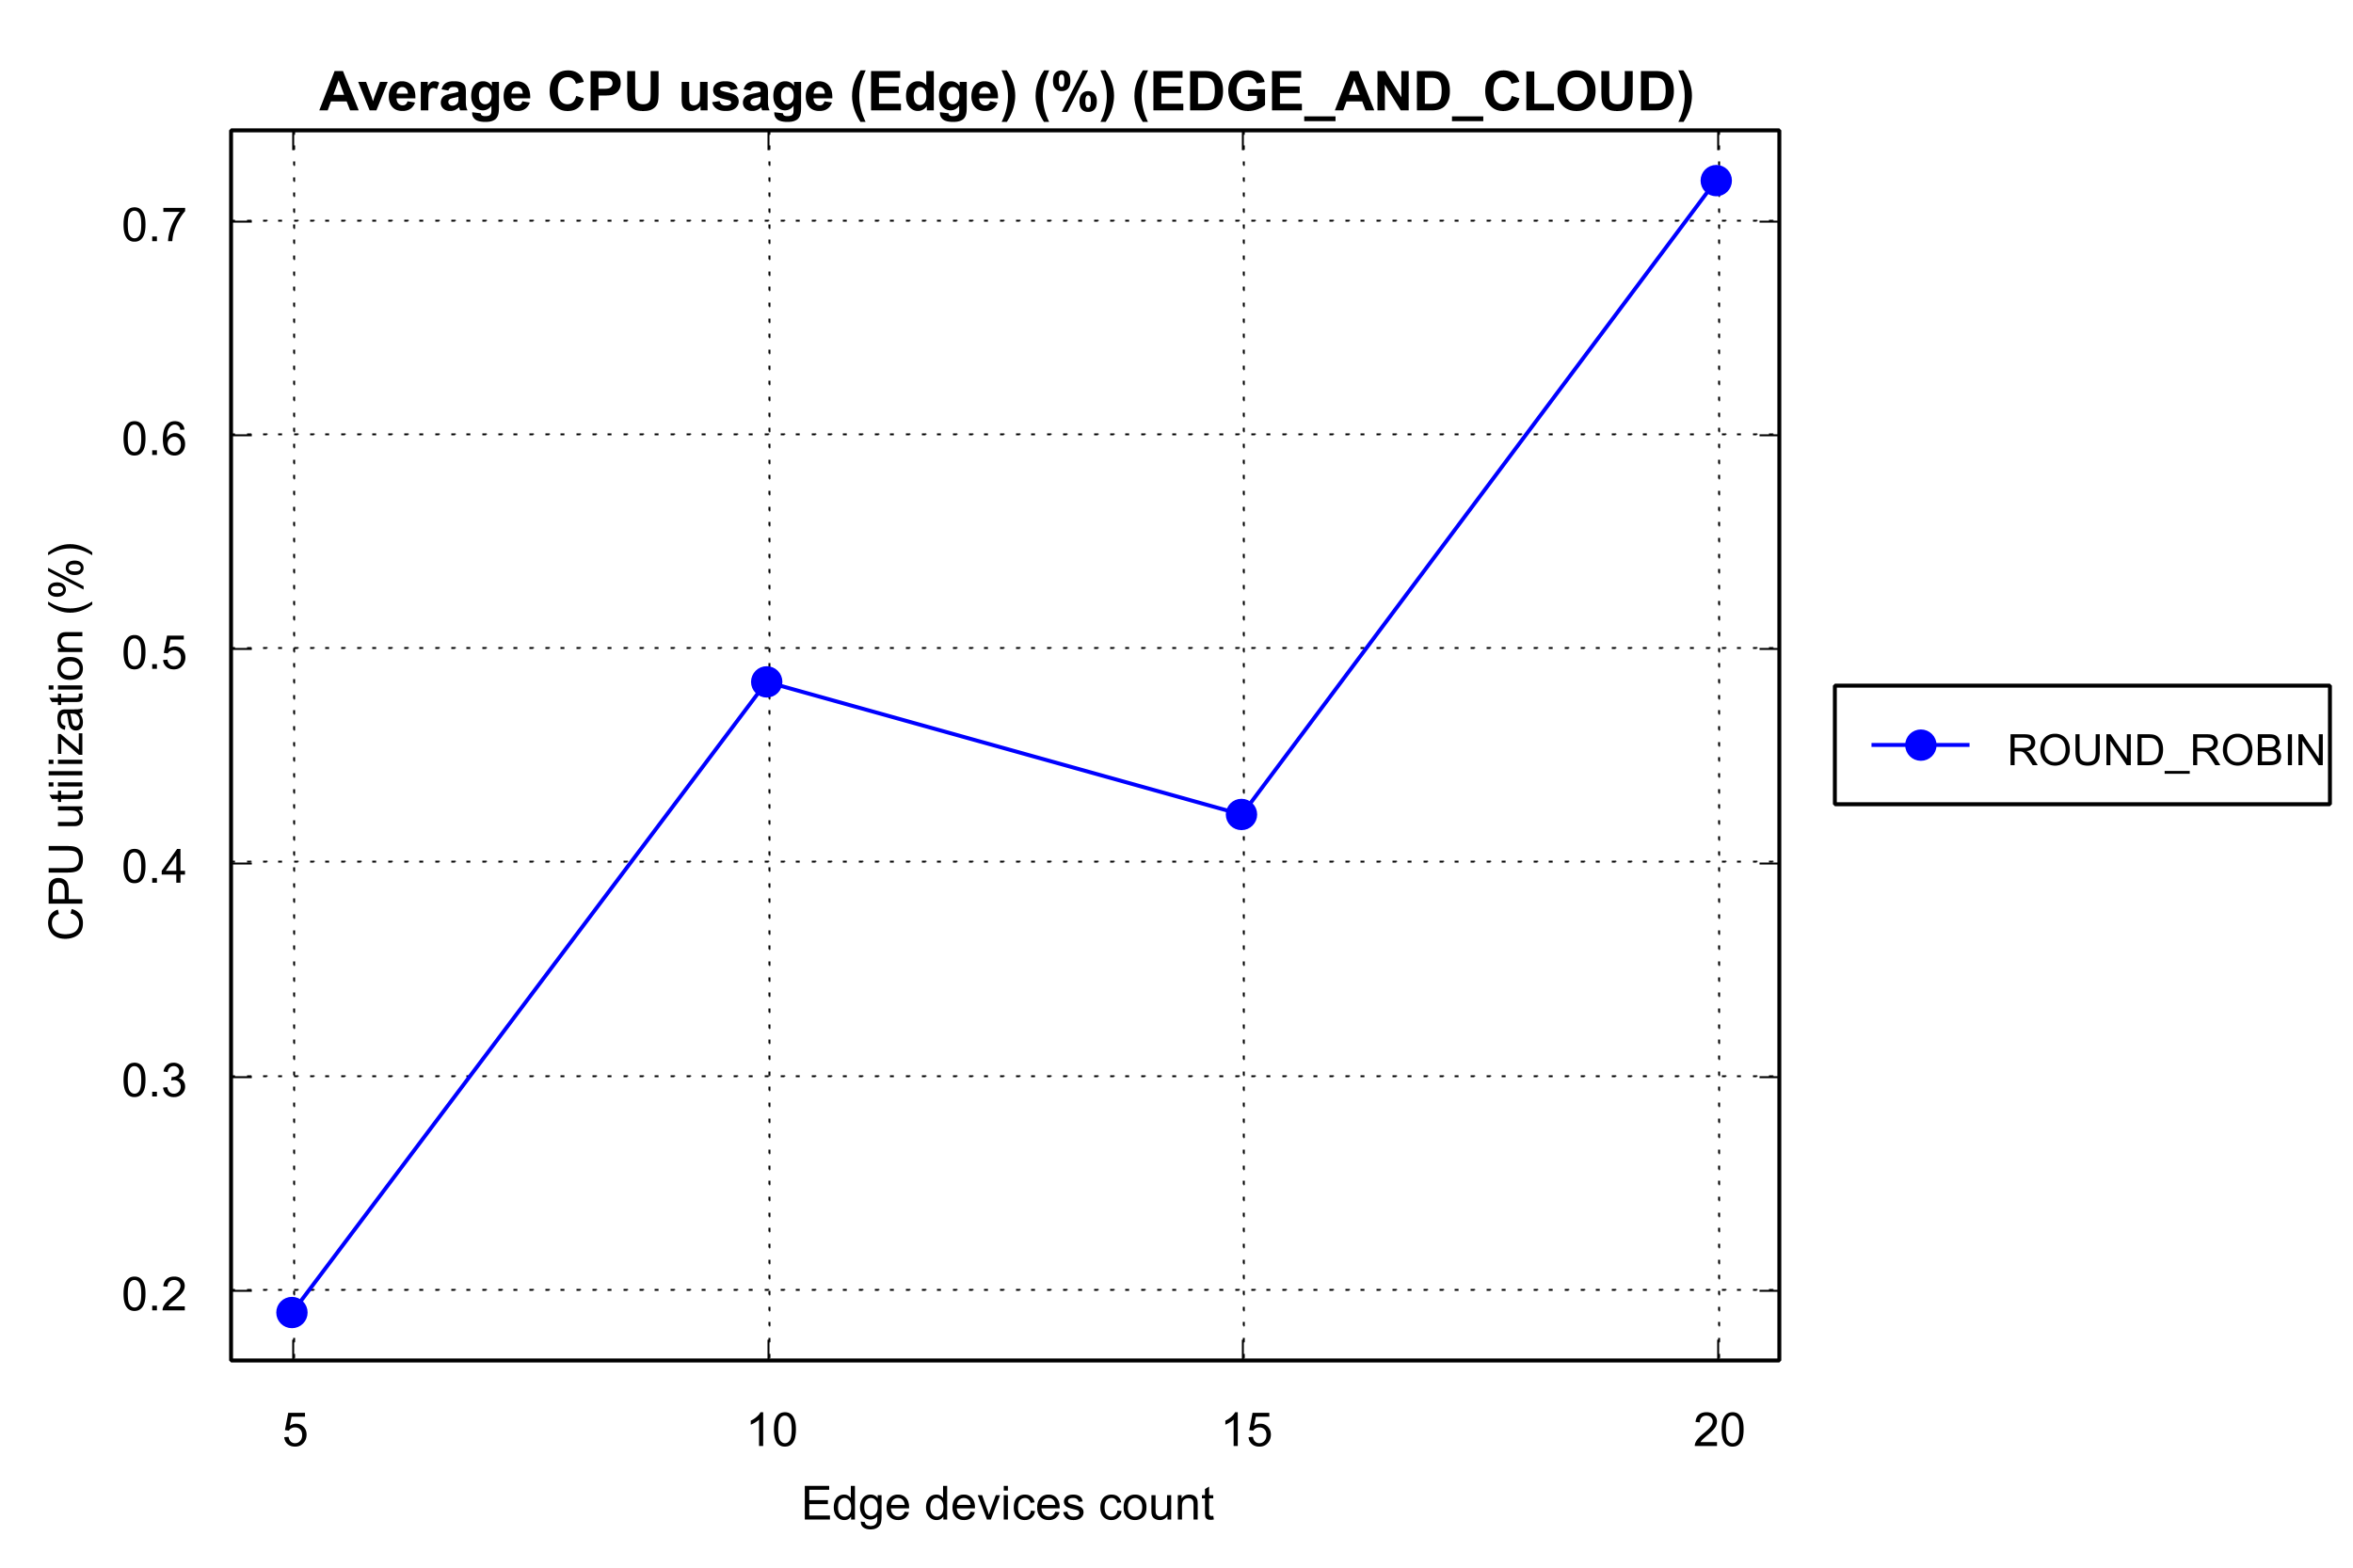 Average CPU usage (Edge) (%) (EDGE_AND_CLOUD)
0.7
0.6
0.5
0.4
0.3
0.2
CPU utilization (%)
ROUND_ROBIN
5 10 15 20
Edge devices count